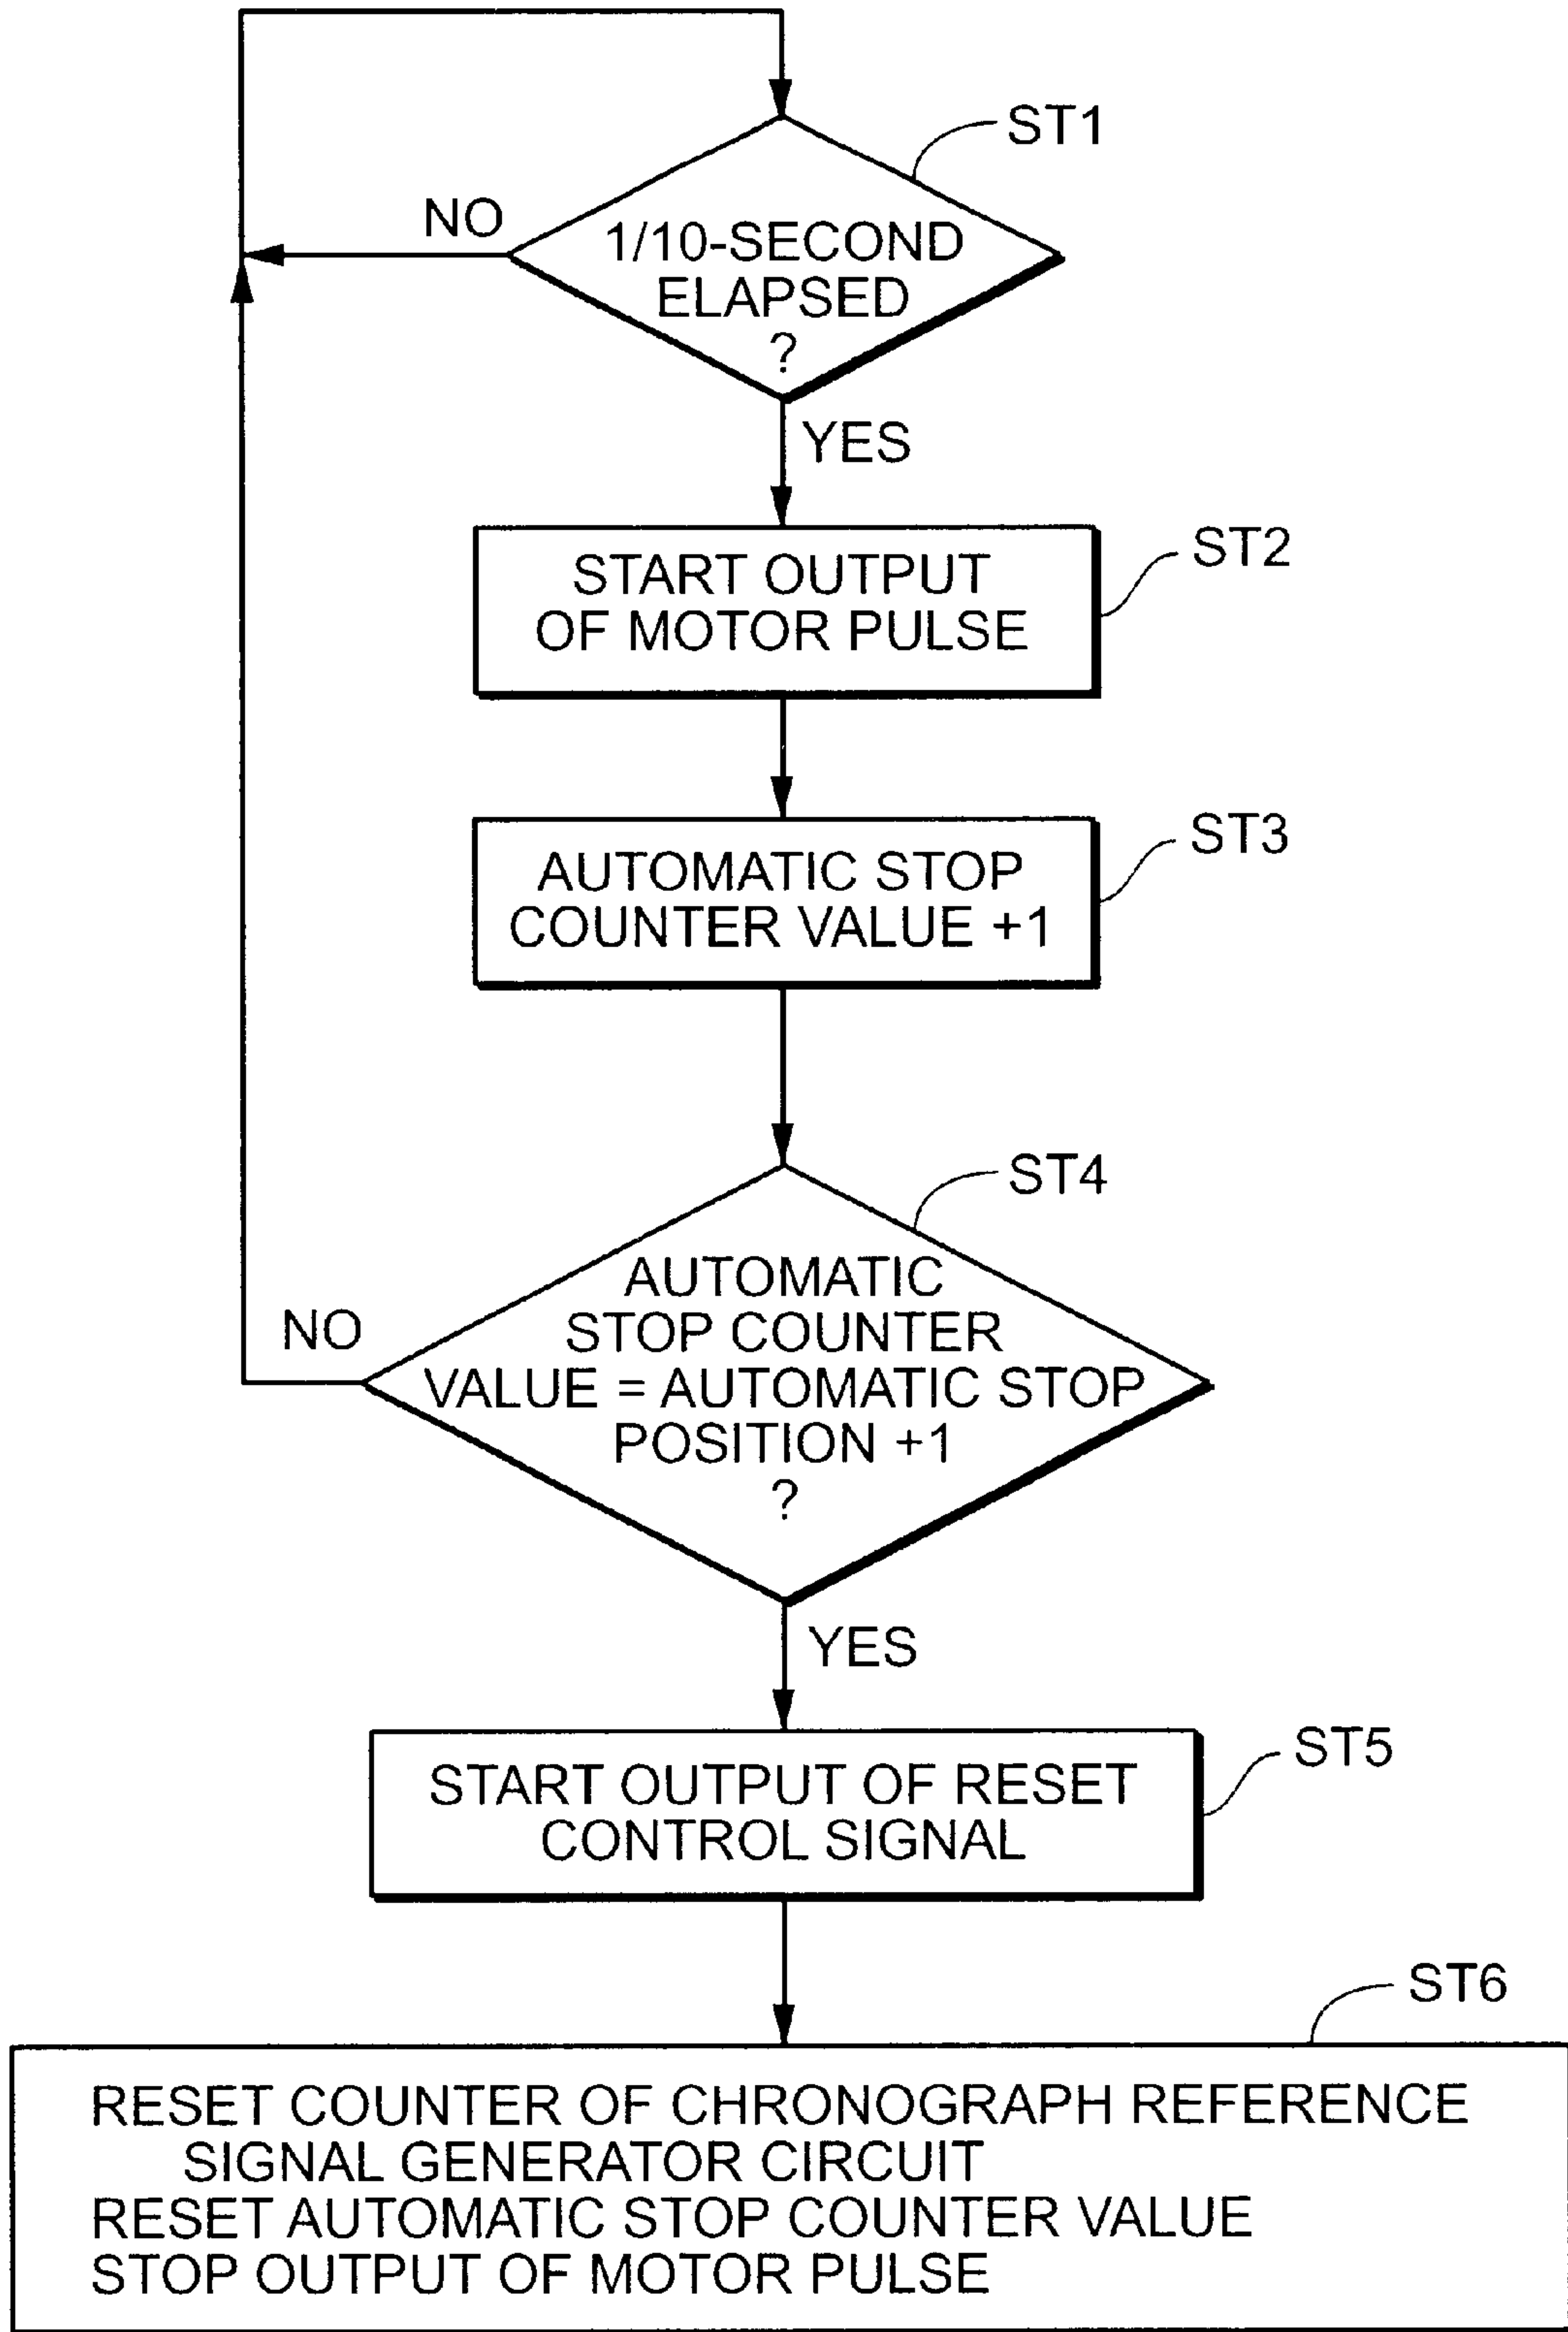 ST1
NO
1/10-SECOND
ELAPSED
?
YES
START OUTPUT
OF MOTOR PULSE
ST2
AUTOMATIC STOP
COUNTER VALUE +1
ST3
ST4
AUTOMATIC
STOP COUNTER
VALUE = AUTOMATIC STOP
POSITION +1
?
NO
YES
START OUTPUT OF RESET
CONTROL SIGNAL
ST5
ST6
RESET COUNTER OF CHRONOGRAPH REFERENCE
SIGNAL GENERATOR CIRCUIT
RESET AUTOMATIC STOP COUNTER VALUE
STOP OUTPUT OF MOTOR PULSE